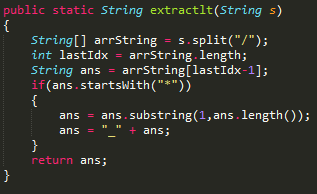 public static String extractlt(String s)
{
String[] arrString = s.split("/");
int lastIdx = arrString.length;
String ans = arrString[lastIdx-1];
if(ans.startsWith("*"))
{
ans = ans.substring(1,ans.length());
ans = "_" + ans;
}
return ans;
}